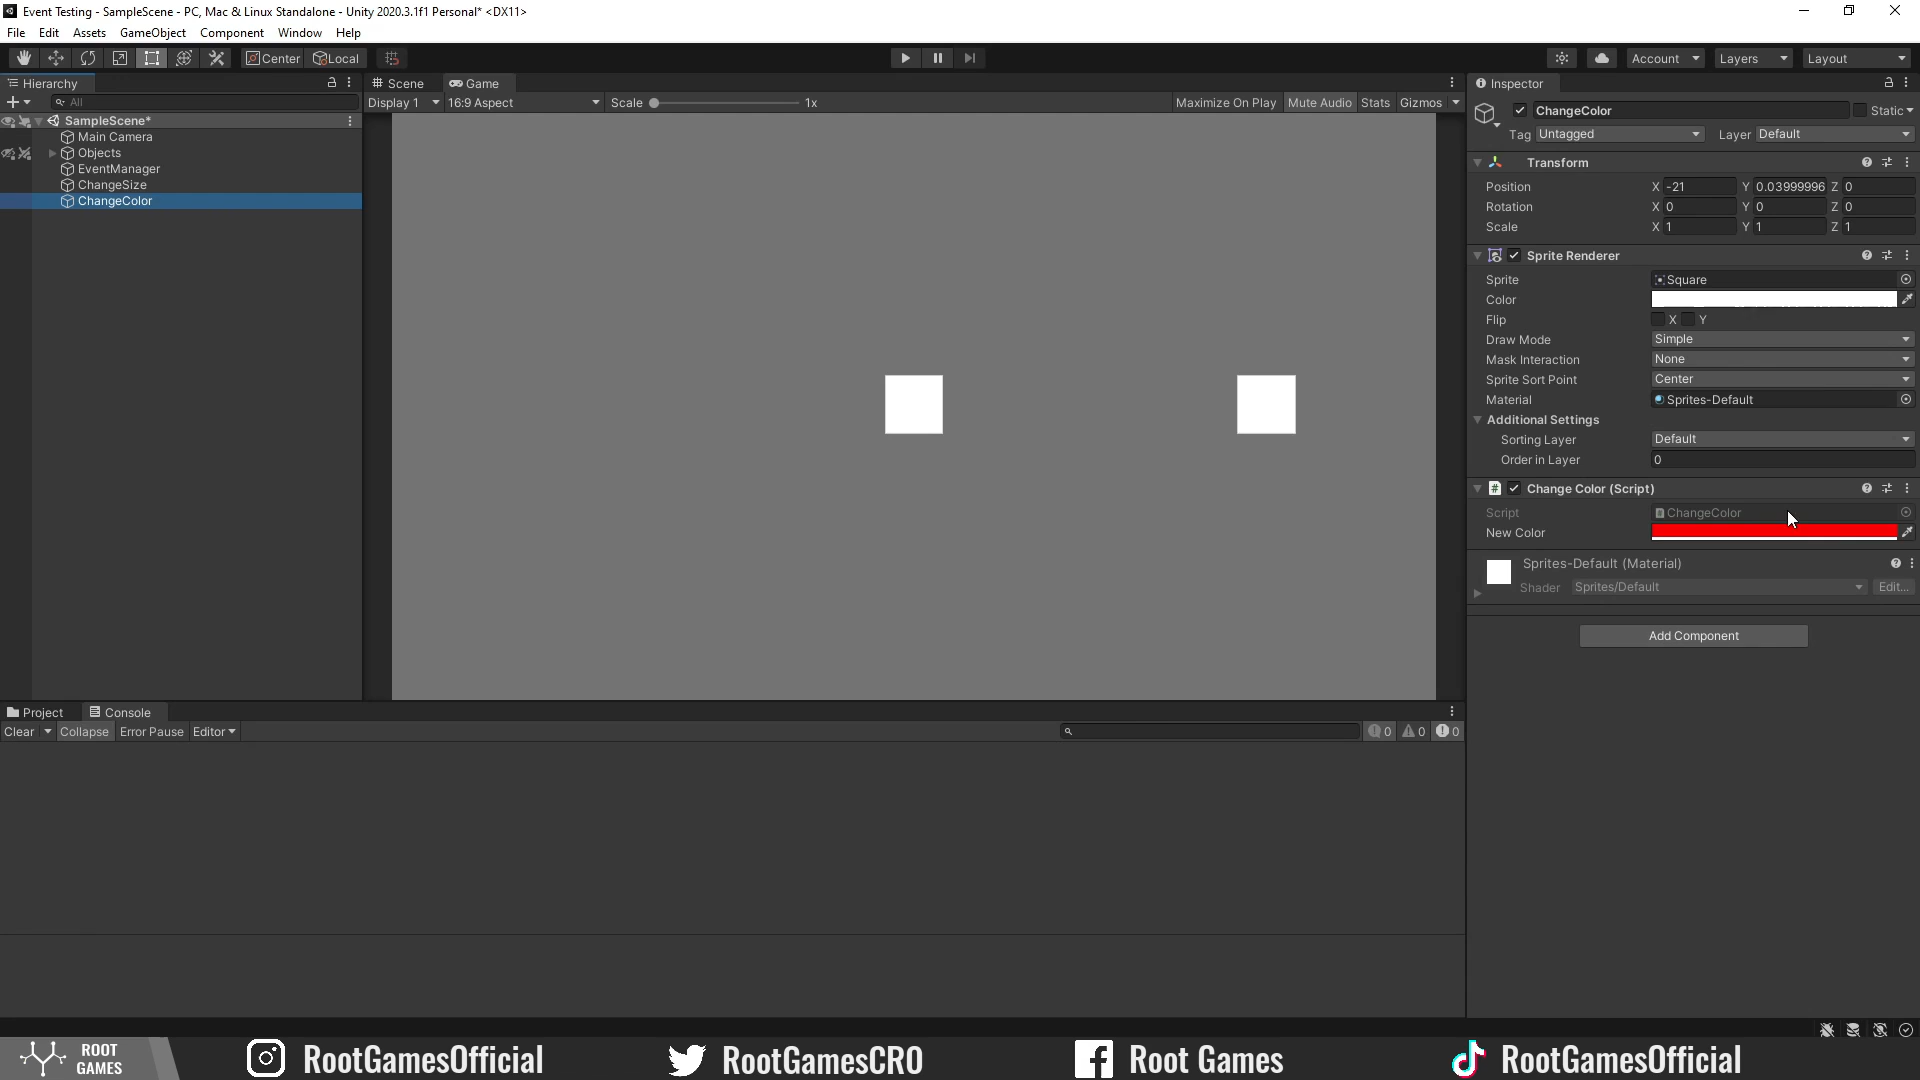 Event Testing - SampleScene - PC, Mac & Linux Standalone - Unity 2020.3.1f1 Personal* <DX11>
File Edit Assets GameObject Component Window Help
Center Local Account Layers Layout
Hierarchy
All
SampleScene*
Main Camera
Objects
EventManager
ChangeSize
ChangeColor
Scene Game
Display 1 16:9 Aspect Scale 1x Maximize On Play Mute Audio Stats Gizmos
Inspector
ChangeColor Static
Tag Untagged Layer Default
Transform
Position X -21 Y 0.03999996 Z 0
Rotation X 0 Y 0 Z 0
Scale X 1 Y 1 Z 1
Sprite Renderer
Sprite Square
Color
Flip X Y
Draw Mode Simple
Mask Interaction None
Sprite Sort Point Center
Material Sprites-Default
Additional Settings
Sorting Layer Default
Order in Layer 0
Change Color (Script)
Script ChangeColor
New Color
Sprites-Default (Material)
Shader Sprites/Default Edit...
Add Component
Project Console
Clear Collapse Error Pause Editor 0 0 0
ROOT
GAMES
RootGamesOfficial
RootGamesCRO
Root Games
RootGamesOfficial